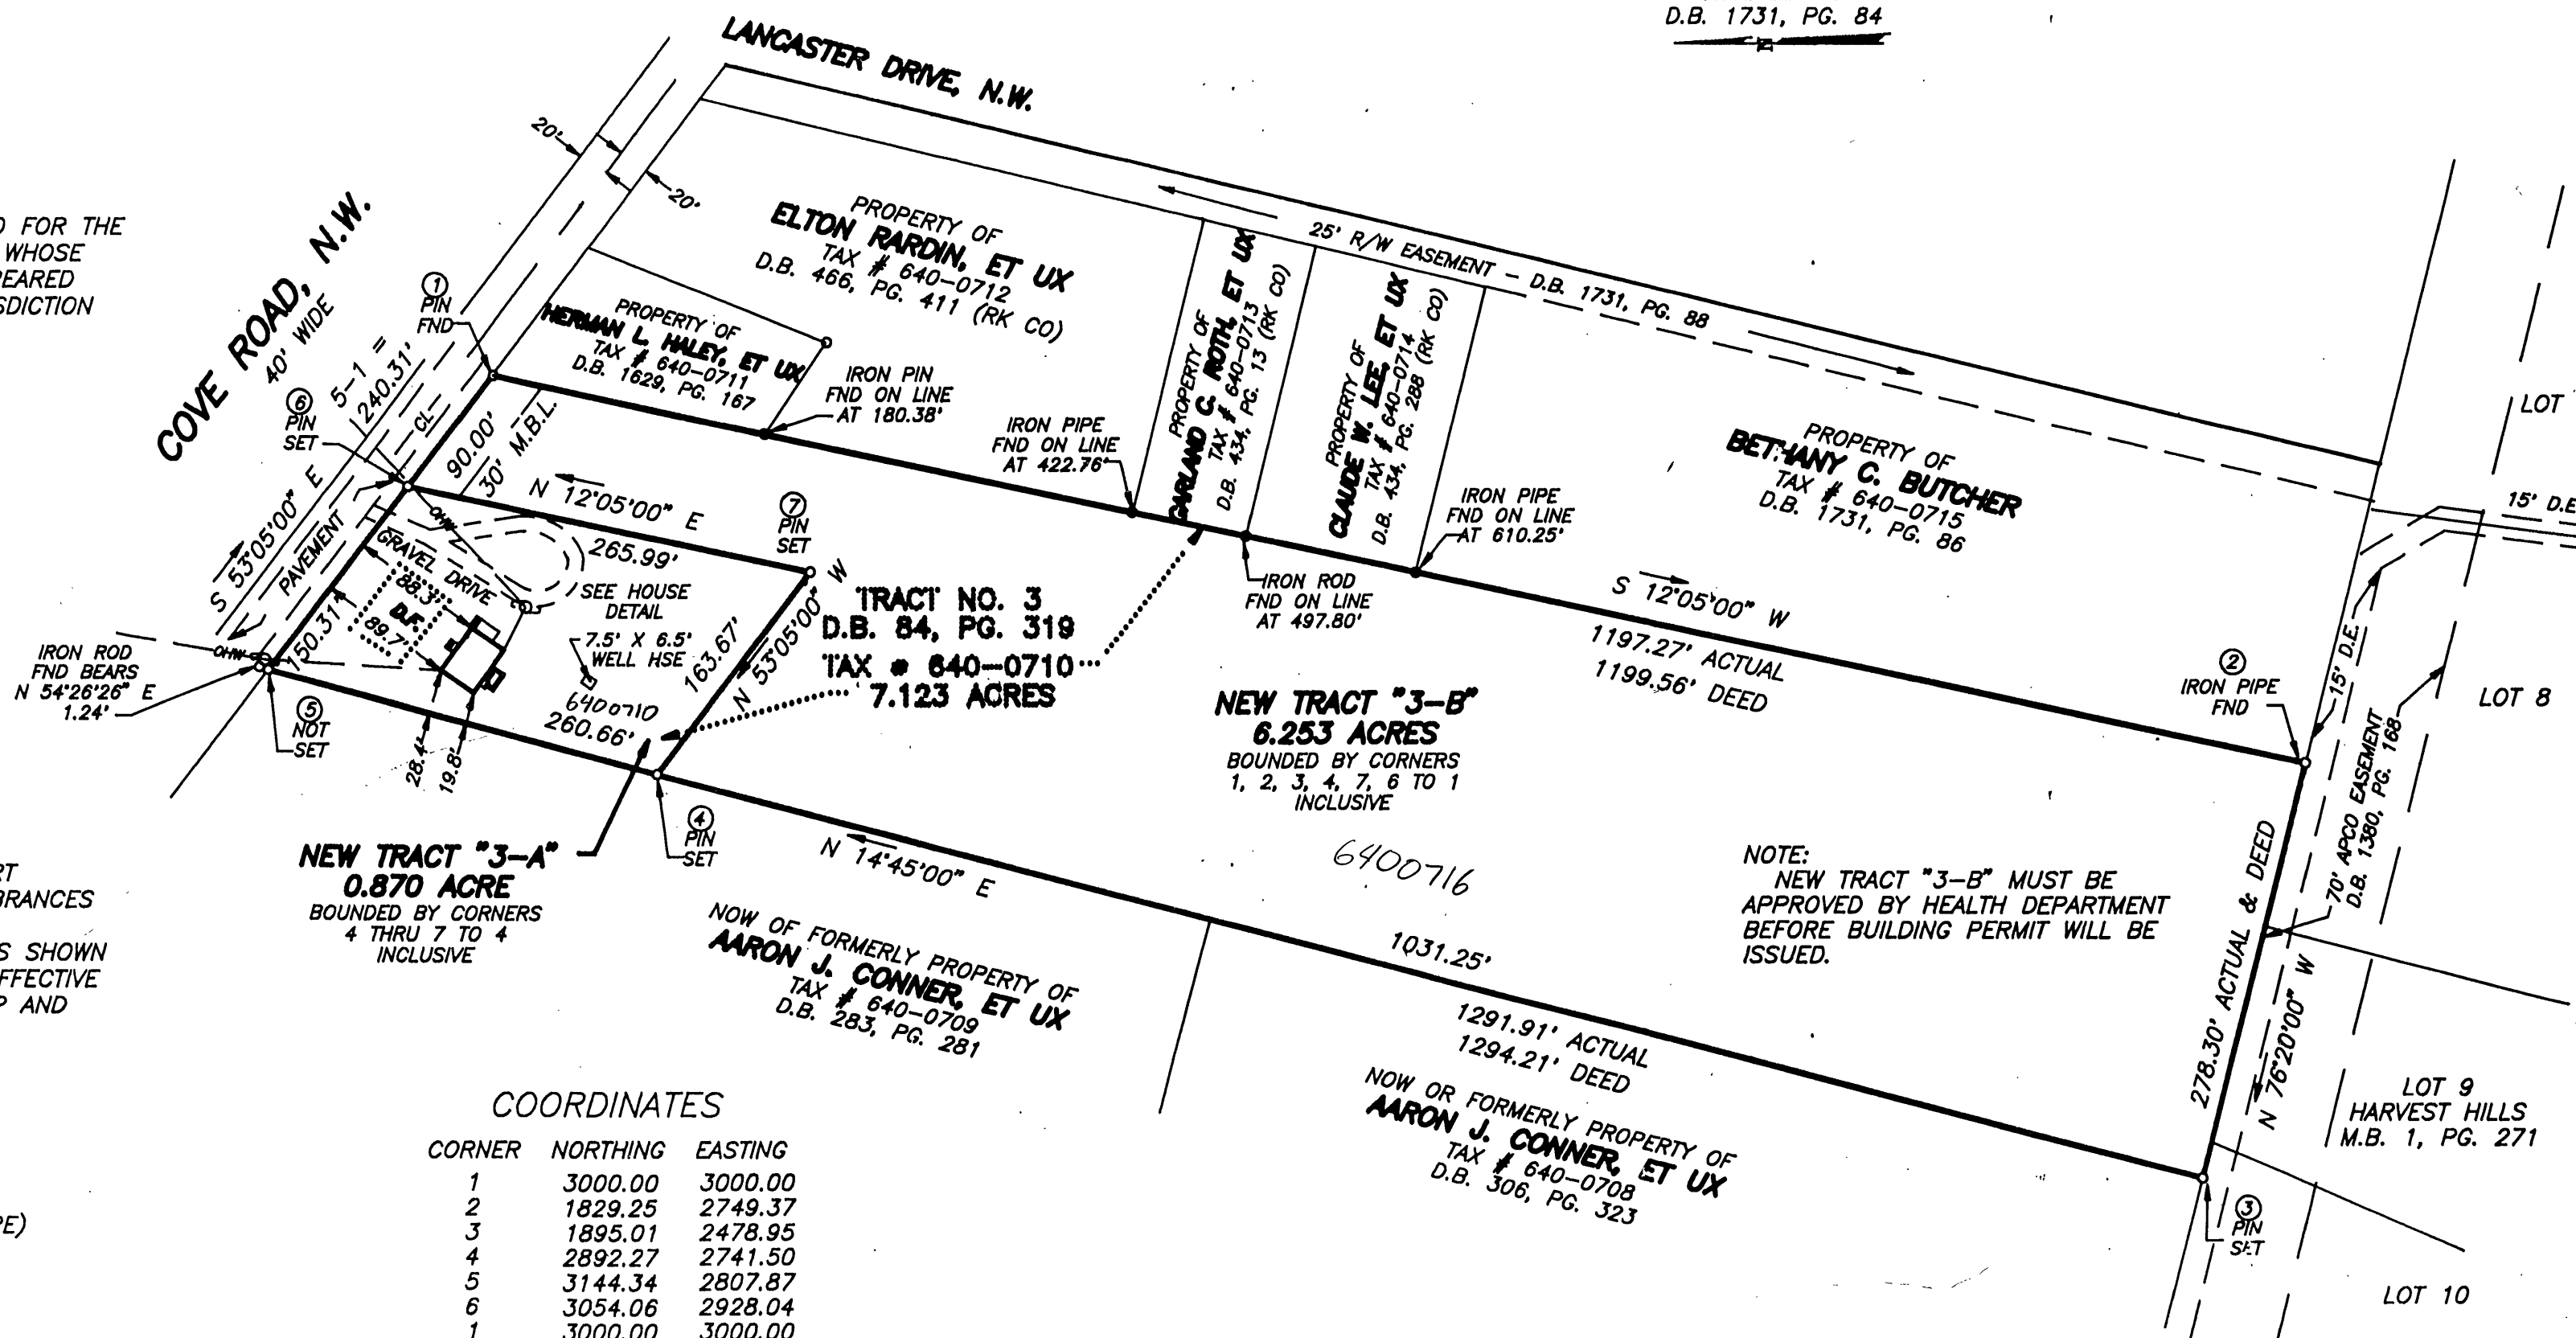 D.B. 1731, PG. 84
N
LANCASTER DRIVE, N.W.
20'
20'
COVE ROAD, N.W.
40' WIDE
D FOR THE
WHOSE
PEARED
SDICTION
PROPERTY OF
ELTON RARDIN, ET UX
TAX # 640-0712
D.B. 466, PG. 411 (RK CO)
PROPERTY OF
HERMAN L. HALEY, ET UX
TAX # 640-0711
D.B. 1629, PG. 167
25' R/W EASEMENT - D.B. 1731, PG. 88
PROPERTY OF
GARLAND C. ROTH, ET UX
TAX # 640-0713
D.B. 434, PG. 13 (RK CO)
PROPERTY OF
CLAUDE W. LEE, ET UX
TAX # 640-0714
D.B. 434, PG. 288 (RK CO)
PROPERTY OF
BETHANY C. BUTCHER
TAX # 640-0715
D.B. 1731, PG. 86
LOT
15' D.E
1
PIN
FND
6
PIN
SET
5-1 =
240.31'
CL
90.00'
30' M.B.L.
IRON PIN
FND ON LINE
AT 180.38'
IRON PIPE
FND ON LINE
AT 422.76'
IRON ROD
FND ON LINE
AT 497.80'
IRON PIPE
FND ON LINE
AT 610.25'
S 12°05'00" W
1197.27' ACTUAL
1199.56' DEED
2
IRON PIPE
FND
15' D.E.
70' APCO EASEMENT
D.B. 1380, PG. 168
LOT 8
N 12°05'00" E
265.99'
7
PIN
SET
S 53°05'00" E
PAVEMENT
OHW
GRAVEL DRIVE
88.3'
D.F.
89.7'
150.31'
OHW
IRON ROD
FND BEARS
N 54°26'26" E
1.24'
5
NOT
SET
SEE HOUSE
DETAIL
7.5' X 6.5'
WELL HSE
6400710
260.66'
28.4'
19.8'
N 53°05'00" W
163.67'
TRACT NO. 3
D.B. 84, PG. 319
TAX # 640-0710
7.123 ACRES
NEW TRACT "3-B"
6.253 ACRES
BOUNDED BY CORNERS
1, 2, 3, 4, 7, 6 TO 1
INCLUSIVE
6400716
NEW TRACT "3-A"
0.870 ACRE
BOUNDED BY CORNERS
4 THRU 7 TO 4
INCLUSIVE
4
PIN
SET
N 14°45'00" E
1031.25'
1291.91' ACTUAL
1294.21' DEED
NOTE:
NEW TRACT "3-B" MUST BE
APPROVED BY HEALTH DEPARTMENT
BEFORE BUILDING PERMIT WILL BE
ISSUED.
278.30' ACTUAL & DEED
N 76°20'00" W
LOT 9
HARVEST HILLS
M.B. 1, PG. 271
3
PIN
SET
LOT 10
NOW OF FORMERLY PROPERTY OF
AARON J. CONNER, ET UX
TAX # 640-0709
D.B. 283, PG. 281
NOW OR FORMERLY PROPERTY OF
AARON J. CONNER, ET UX
TAX # 640-0708
D.B. 306, PG. 323
RT
BRANCES
S SHOWN
FFECTIVE
P AND
PE)
COORDINATES
CORNER NORTHING EASTING
1 3000.00 3000.00
2 1829.25 2749.37
3 1895.01 2478.95
4 2892.27 2741.50
5 3144.34 2807.87
6 3054.06 2928.04
1 3000.00 3000.00